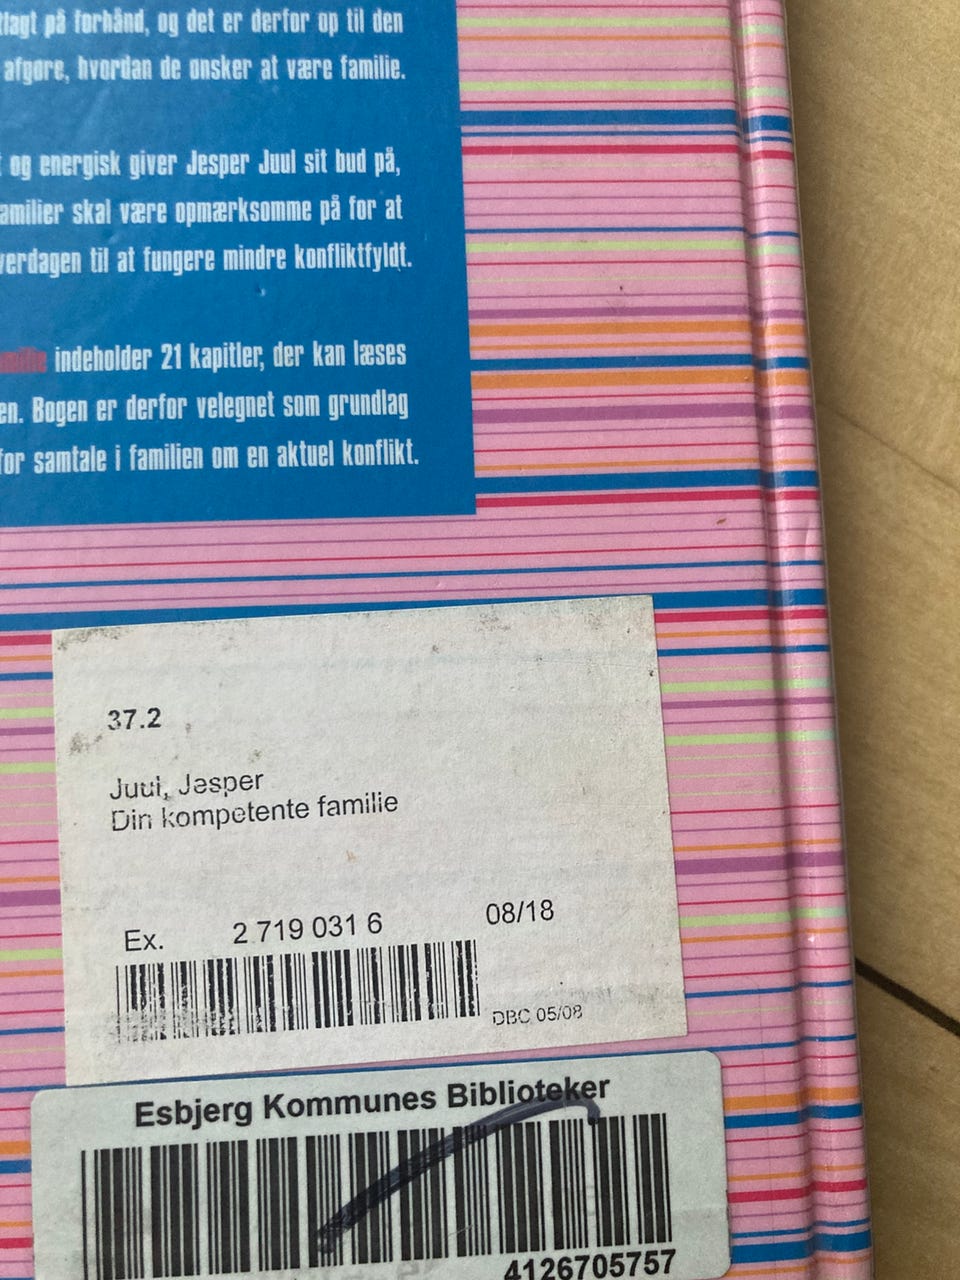 på forhånd, og det er derfor op til den
afgøre, hvordan de ønsker at være familie.
og energisk giver Jesper Juul sit bud på,
amilier skal være opmærksomme på for at
verdagen til at fungere mindre konfliktfyldt.
indeholder 21 kapitler, der kan læses
en. Bogen er derfor velegnet som grundlag
for samtale i familien om en aktuel konflikt.
37.2
Juul, Jesper
Din kompetente familie
Ex. 2 719 031 6 08/18
DBC 05/08
Esbjerg Kommunes Biblioteker
4126705757